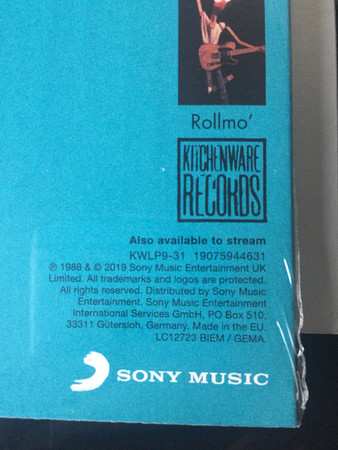 Rollmo'
KITCHENWARE
RECORDS
Also available to stream
KWLP9-31 19075944631
℗ 1988 & © 2019 Sony Music Entertainment UK
Limited. All trademarks and logos are protected.
All rights reserved. Distributed by Sony Music
Entertainment. Sony Music Entertainment
International Services GmbH, PO Box 510,
33311 Gütersloh, Germany. Made in the EU.
LC12723 BIEM / GEMA.
SONY MUSIC